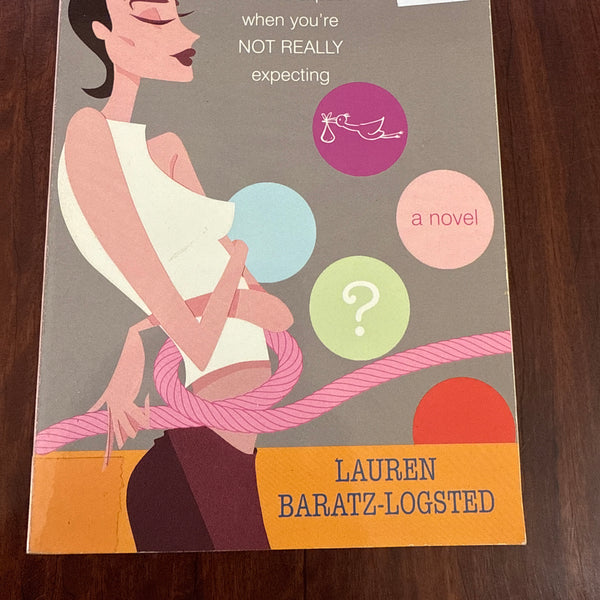 when you're
NOT REALLY
expecting
a novel
?
LAUREN
BARATZ-LOGSTED